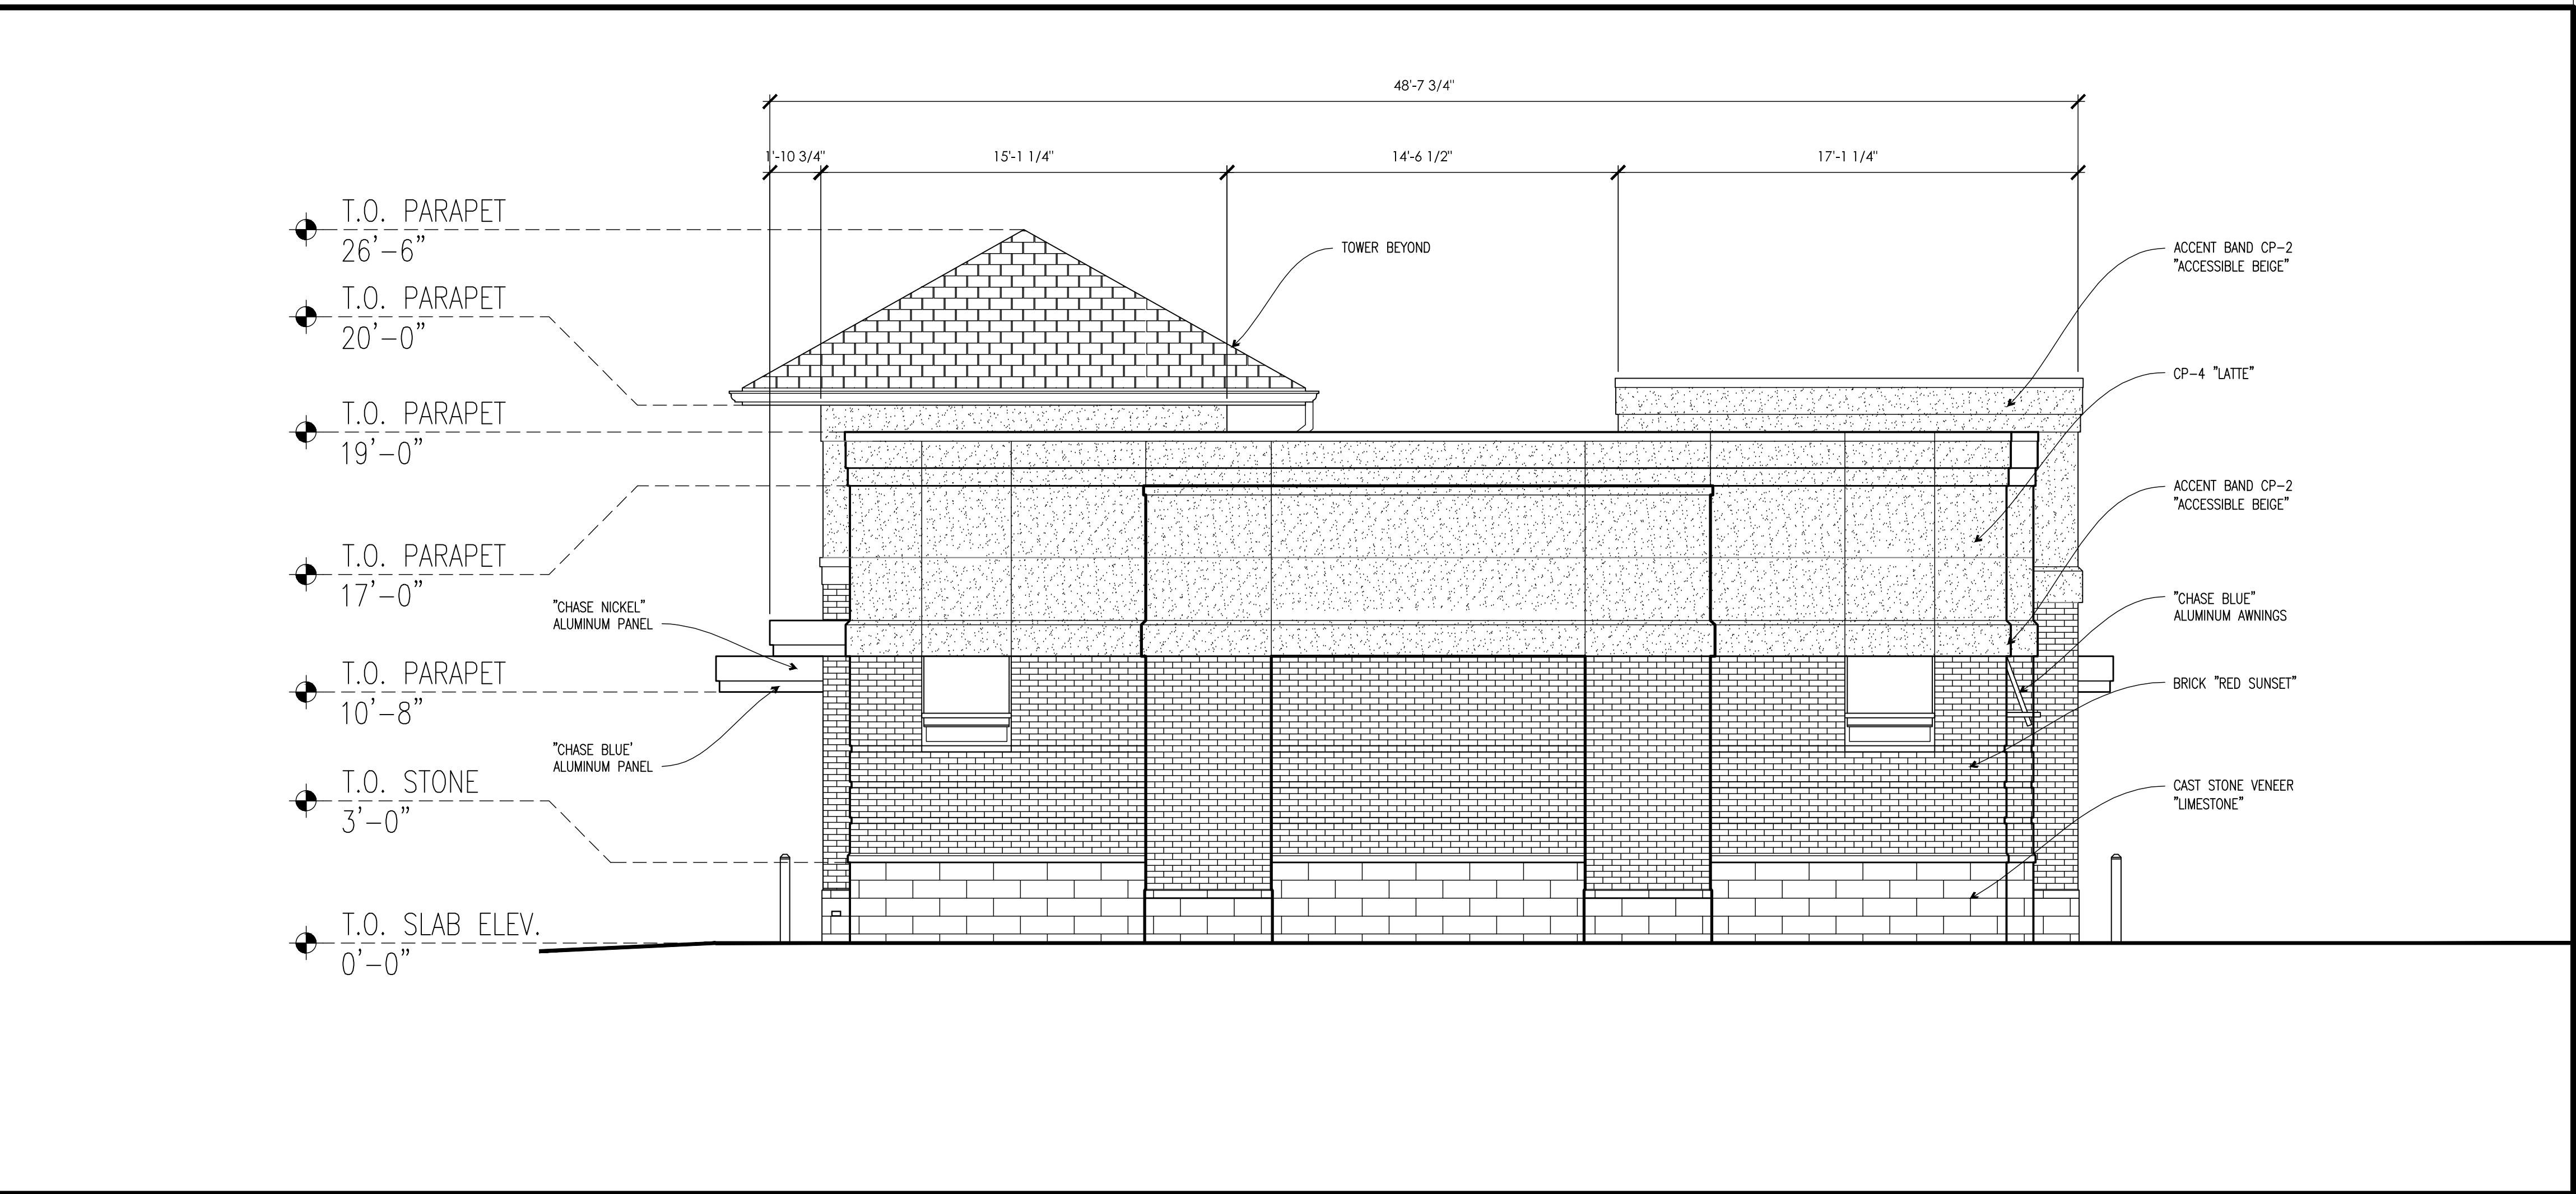 48'-7 3/4"
1'-10 3/4"
15'-1 1/4"
14'-6 1/2"
17'-1 1/4"
T.O. PARAPET
26'-6"
T.O. PARAPET
20'-0"
T.O. PARAPET
19'-0"
T.O. PARAPET
17'-0"
T.O. PARAPET
10'-8"
T.O. STONE
3'-0"
T.O. SLAB ELEV.
0'-0"
"CHASE NICKEL"
ALUMINUM PANEL
"CHASE BLUE'
ALUMINUM PANEL
TOWER BEYOND
ACCENT BAND CP-2
"ACCESSIBLE BEIGE"
CP-4 "LATTE"
ACCENT BAND CP-2
"ACCESSIBLE BEIGE"
"CHASE BLUE"
ALUMINUM AWNINGS
BRICK "RED SUNSET"
CAST STONE VENEER
"LIMESTONE"